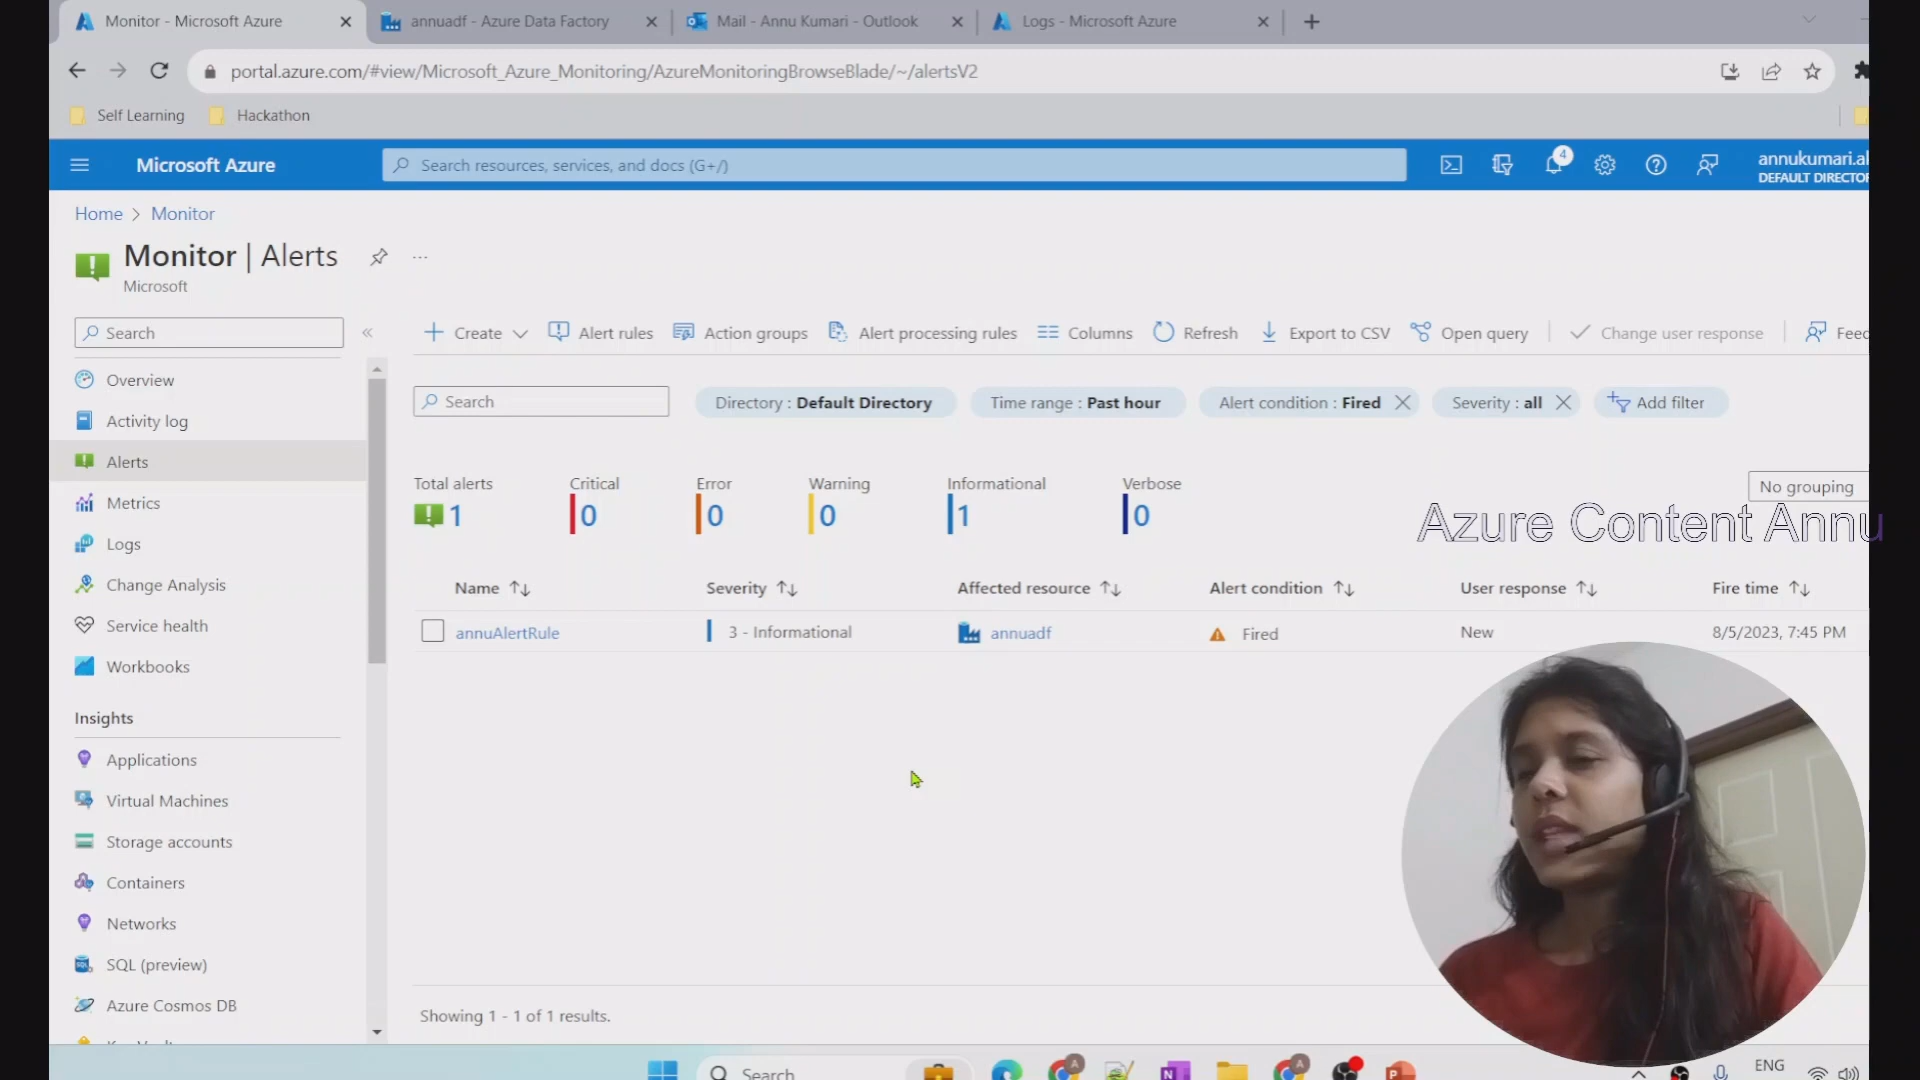 Monitor - Microsoft Azure
annuadf - Azure Data Factory
Mail - Annu Kumari - Outlook
Logs - Microsoft Azure
portal.azure.com/#view/Microsoft_Azure_Monitoring/AzureMonitoringBrowseBlade/~/alertsV2
Self Learning
Hackathon
Microsoft Azure
Search resources, services, and docs (G+/)
4
annukumari.al
DEFAULT DIRECTOR
Home > Monitor
Monitor | Alerts
...
Microsoft
Search
«
Create
Alert rules
Action groups
Alert processing rules
Columns
Refresh
Export to CSV
Open query
Change user response
Feed
Overview
Activity log
Alerts
Metrics
Logs
Change Analysis
Service health
Workbooks
Insights
Applications
Virtual Machines
Storage accounts
Containers
Networks
SQL (preview)
Azure Cosmos DB
Search
Directory : Default Directory
Time range : Past hour
Alert condition : Fired
Severity : all
Add filter
Total alerts
1
Critical
0
Error
0
Warning
0
Informational
1
Verbose
0
No grouping
Azure Content Annu
Name
Severity
Affected resource
Alert condition
User response
Fire time
annuAlertRule
3 - Informational
annuadf
Fired
New
8/5/2023, 7:45 PM
Showing 1 - 1 of 1 results.
Search
ENG